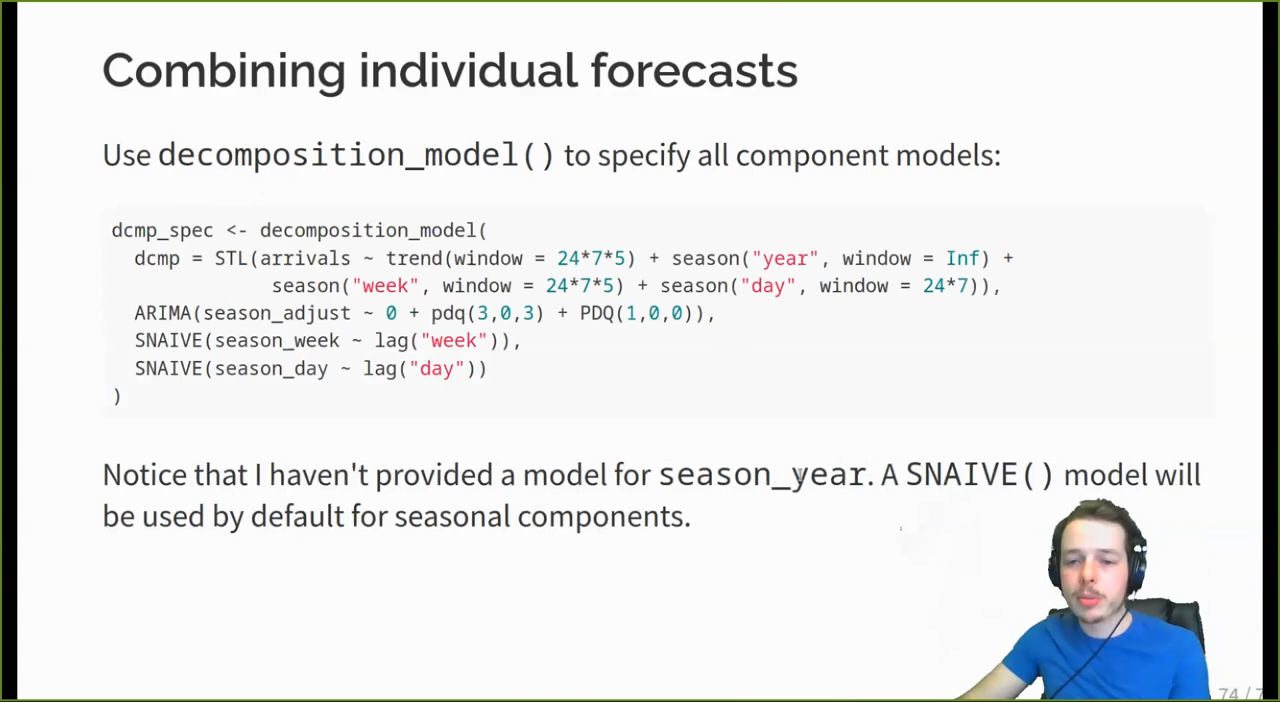 Combining individual forecasts
Use decomposition_model() to specify all component models:
dcmp_spec <- decomposition_model(
  dcmp = STL(arrivals ~ trend(window = 24*7*5) + season("year", window = Inf) +
              season("week", window = 24*7*5) + season("day", window = 24*7)),
  ARIMA(season_adjust ~ 0 + pdq(3,0,3) + PDQ(1,0,0)),
  SNAIVE(season_week ~ lag("week")),
  SNAIVE(season_day ~ lag("day"))
)
Notice that I haven't provided a model for season_year. A SNAIVE() model will
be used by default for seasonal components.
74 / 7